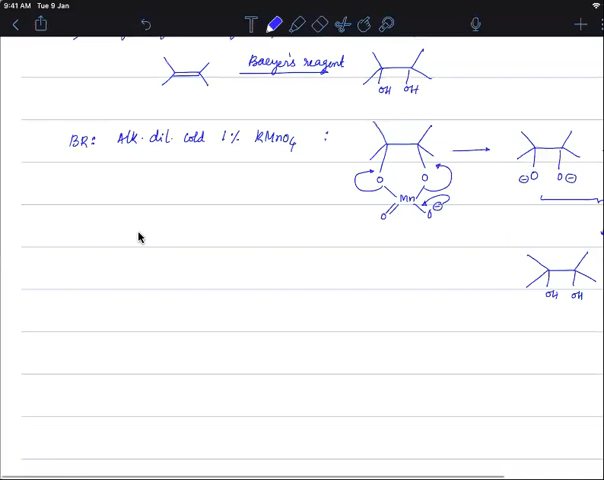 9:41 AM Tue 9 Jan
Baeyer's reagent
OH OH
BR: Alk. dil. cold 1% KMnO4 :
O O
Mn
O O ⊖
⊖ O O ⊖
OH OH